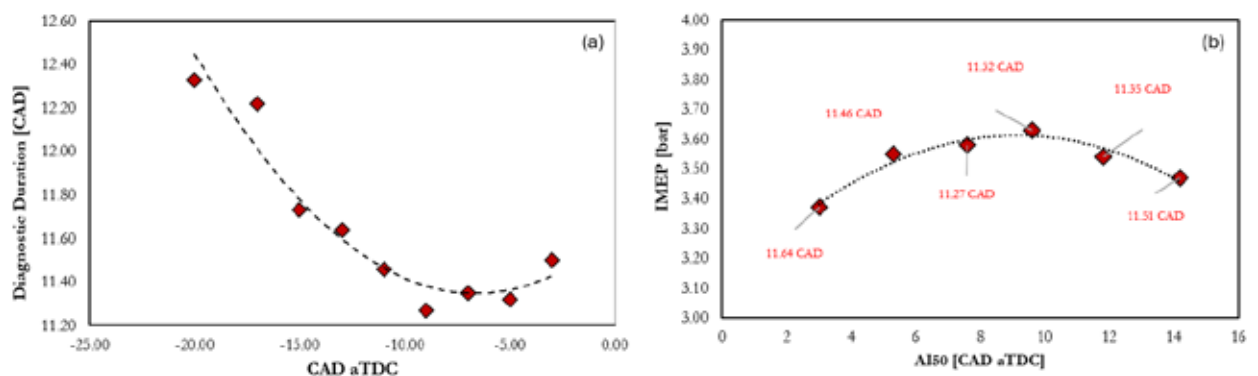 12.60
12.40
12.20
12.00
11.80
11.60
11.40
11.20
Diagnostic Duration [CAD]
(a)
-25.00 -20.00 -15.00 -10.00 -5.00 0.00
CAD aTDC
4.00
3.90
3.80
3.70
3.60
3.50
3.40
3.30
3.20
3.10
3.00
IMEP [bar]
(b)
11.32 CAD
11.35 CAD
11.46 CAD
11.27 CAD
11.51 CAD
11.64 CAD
0 2 4 6 8 10 12 14 16
AI50 [CAD aTDC]